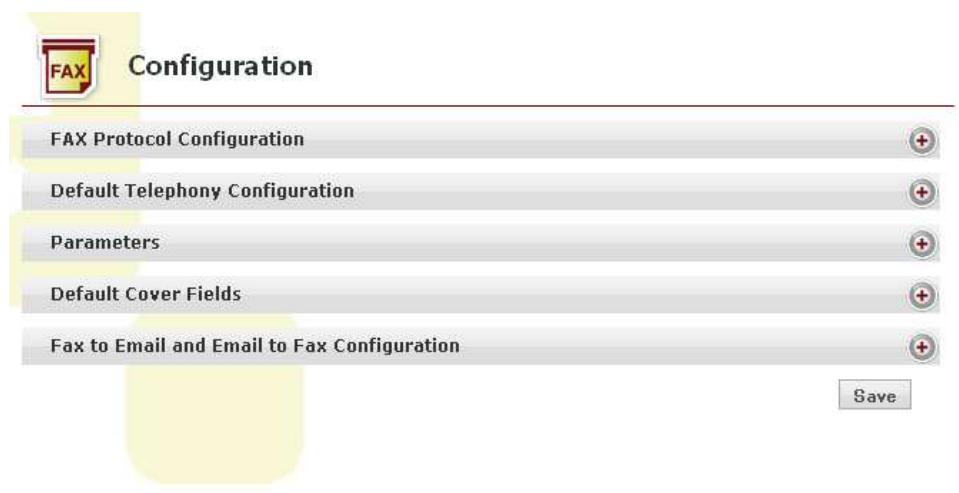 FAX
Configuration
FAX Protocol Configuration
Default Telephony Configuration
Parameters
Default Cover Fields
Fax to Email and Email to Fax Configuration
Save